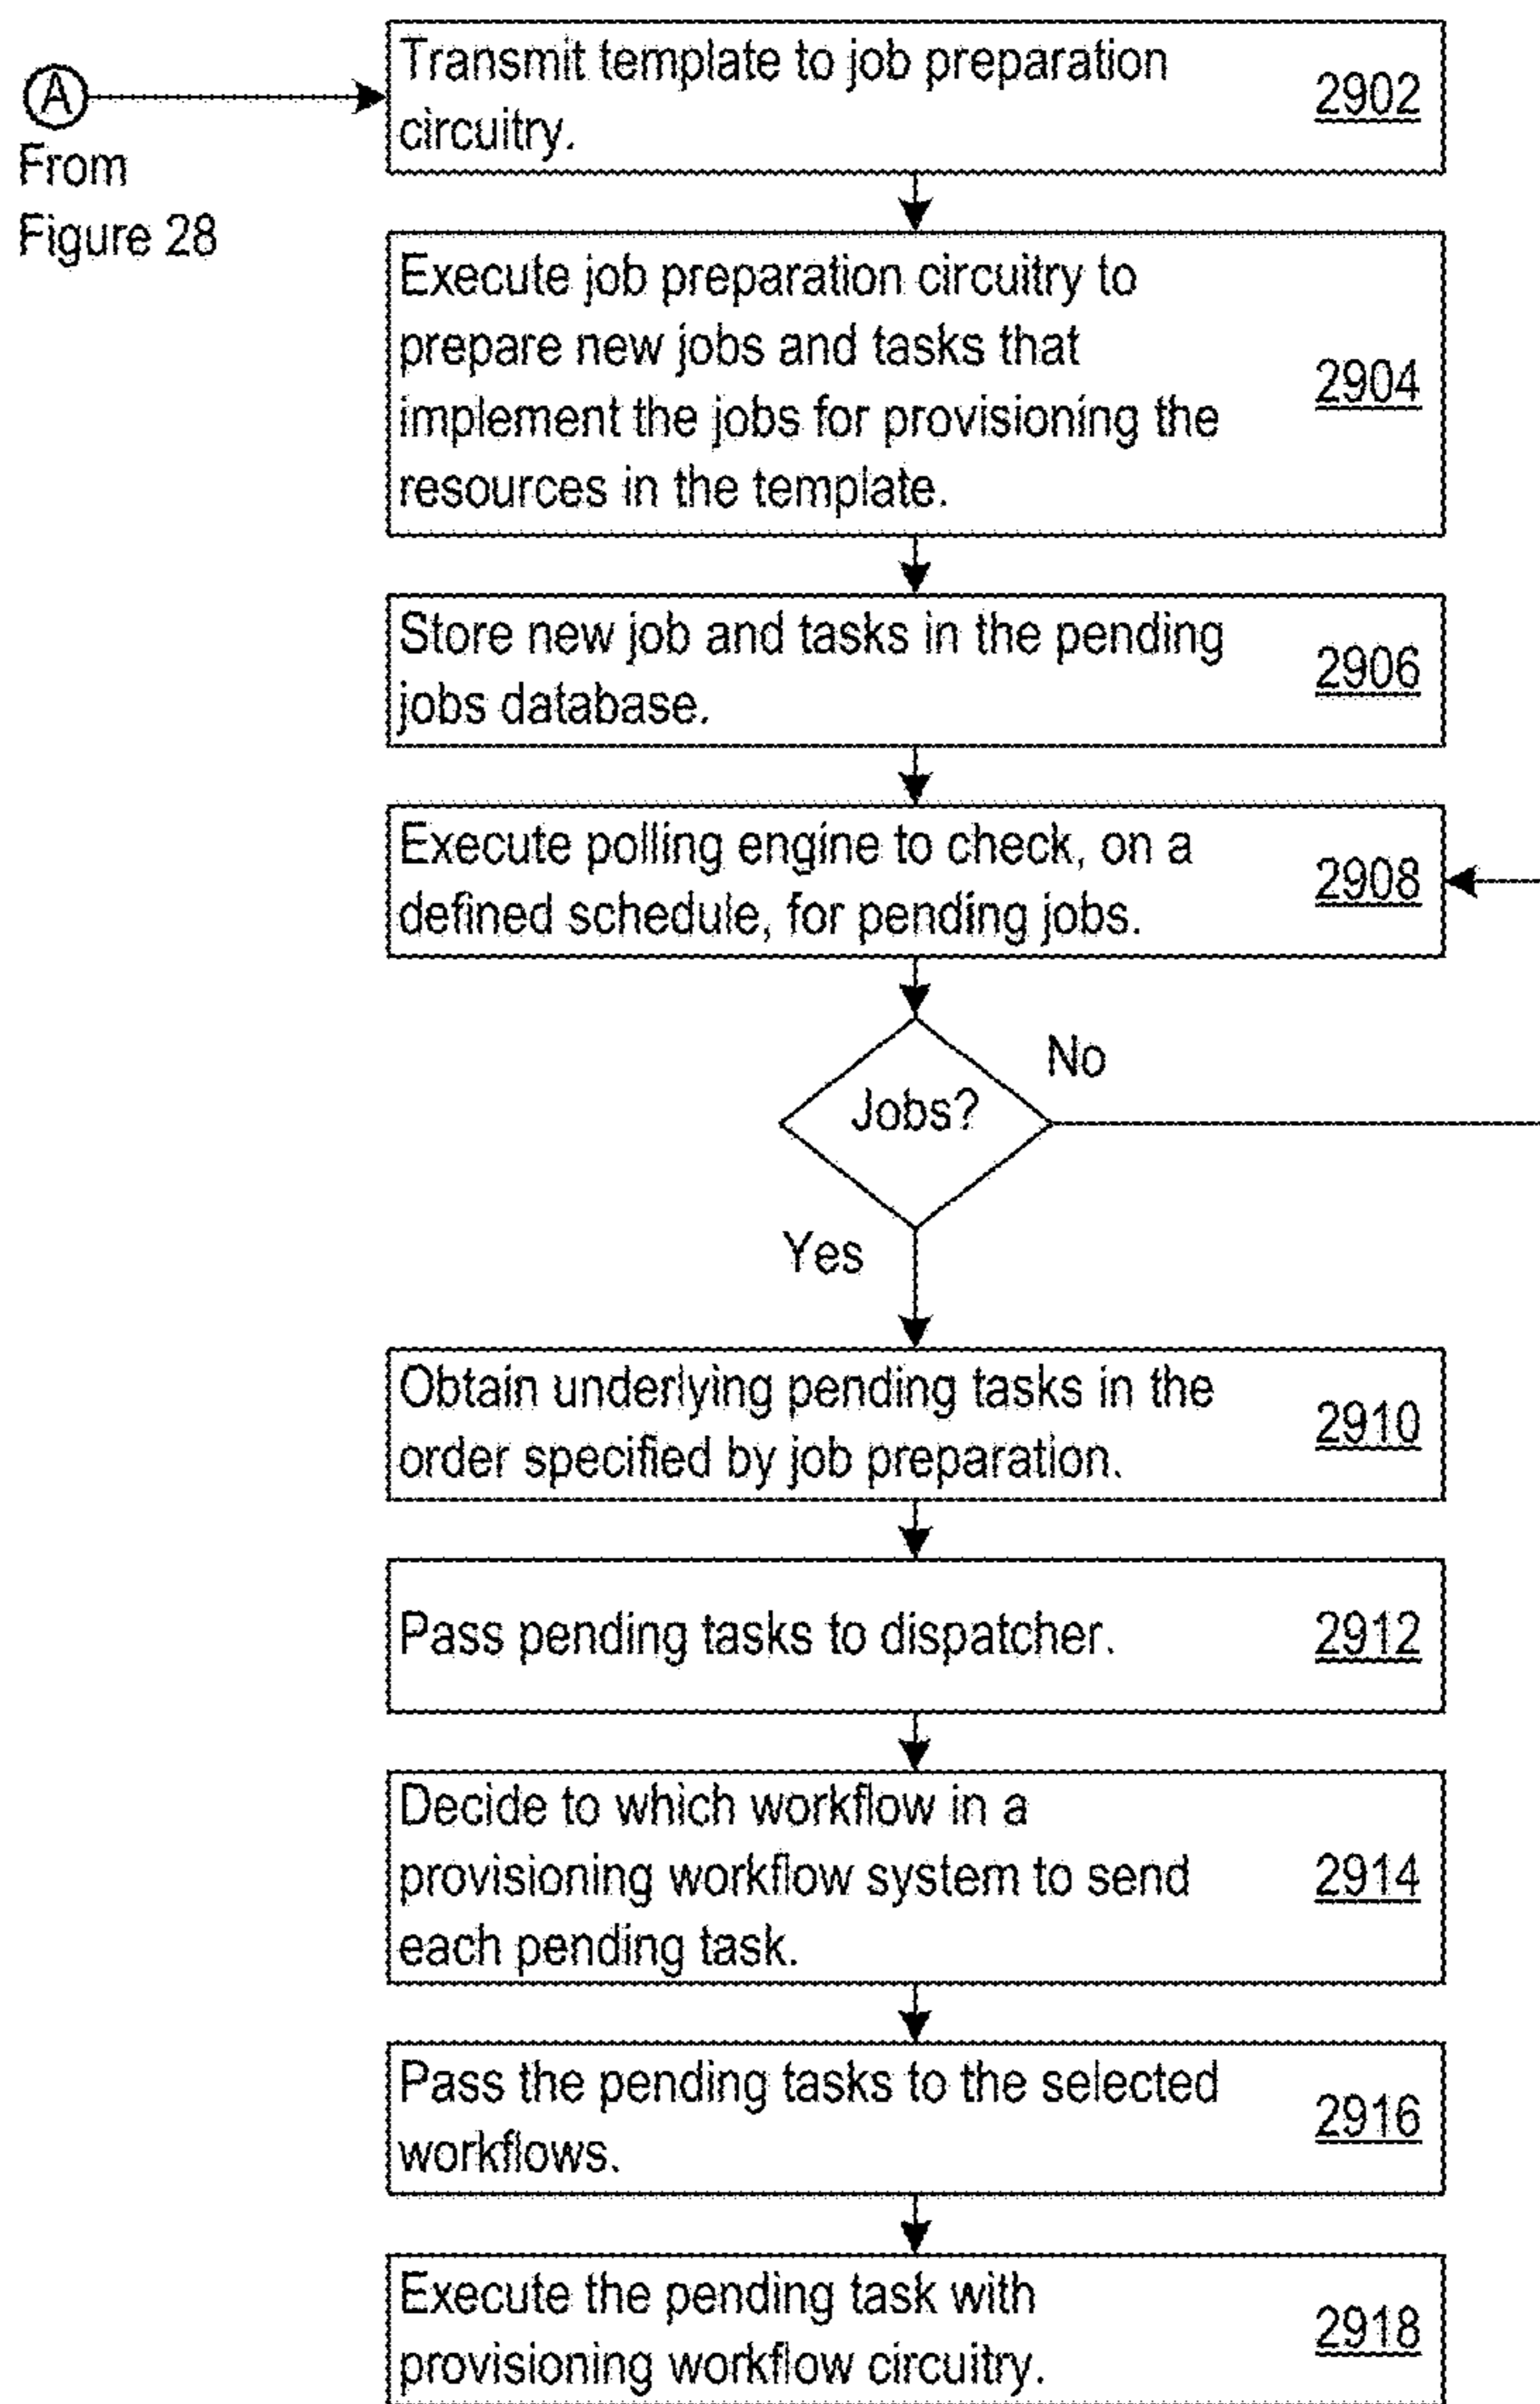 A
From
Figure 28
Transmit template to job preparation
circuitry.
2902
Execute job preparation circuitry to
prepare new jobs and tasks that
implement the jobs for provisioning the
resources in the template.
2904
Store new job and tasks in the pending
jobs database.
2906
Execute polling engine to check, on a
defined schedule, for pending jobs.
2908
Jobs?
No
Yes
Obtain underlying pending tasks in the
order specified by job preparation.
2910
Pass pending tasks to dispatcher.
2912
Decide to which workflow in a
provisioning workflow system to send
each pending task.
2914
Pass the pending tasks to the selected
workflows.
2916
Execute the pending task with
provisioning workflow circuitry.
2918